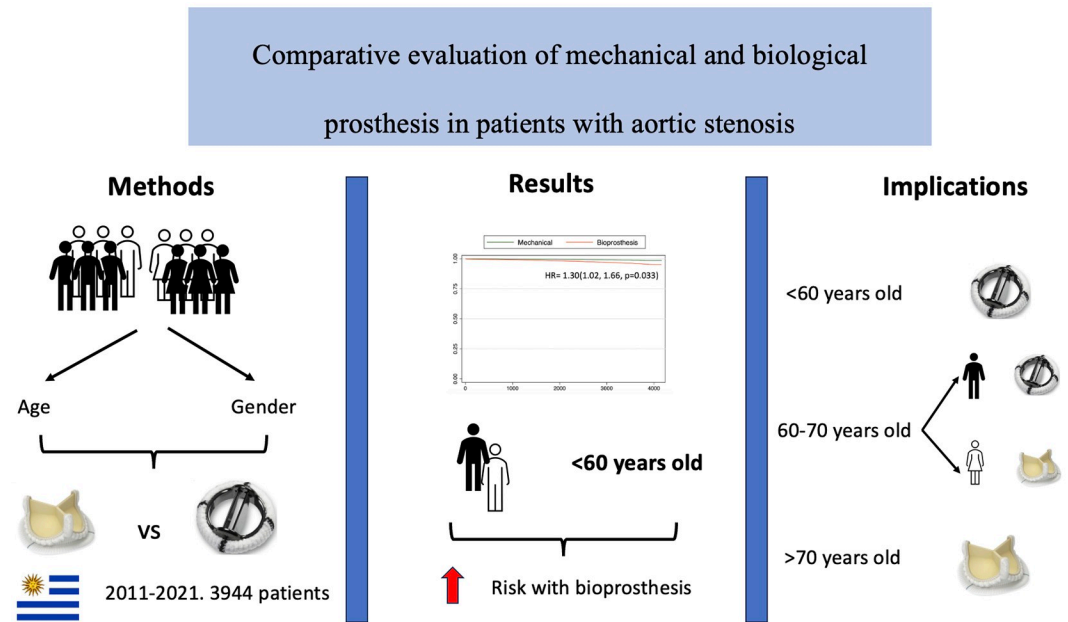 Comparative evaluation of mechanical and biological
prosthesis in patients with aortic stenosis
Methods
Age
Gender
VS
2011-2021. 3944 patients
Results
Mechanical
Bioprosthesis
HR= 1.30(1.02, 1.66, p=0.033)
1.00
0.75
0.50
0.25
0.00
0
1000
2000
3000
4000
<60 years old
Risk with bioprosthesis
Implications
<60 years old
60-70 years old
>70 years old